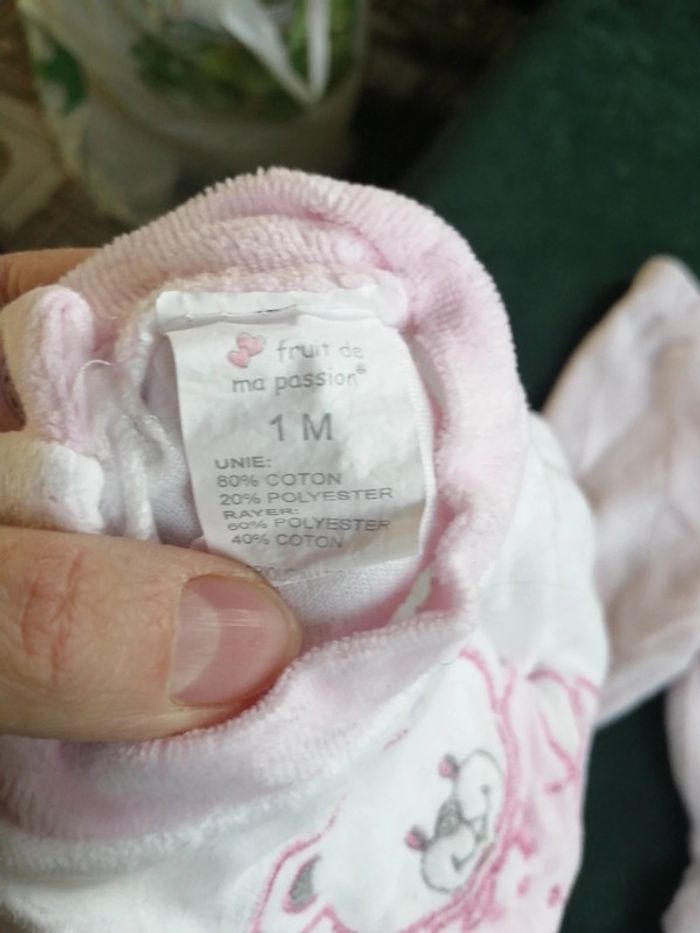 fruit de
ma passion®
1 M
UNIE:
80% COTON
20% POLYESTER
RAYER:
60% POLYESTER
40% COTON